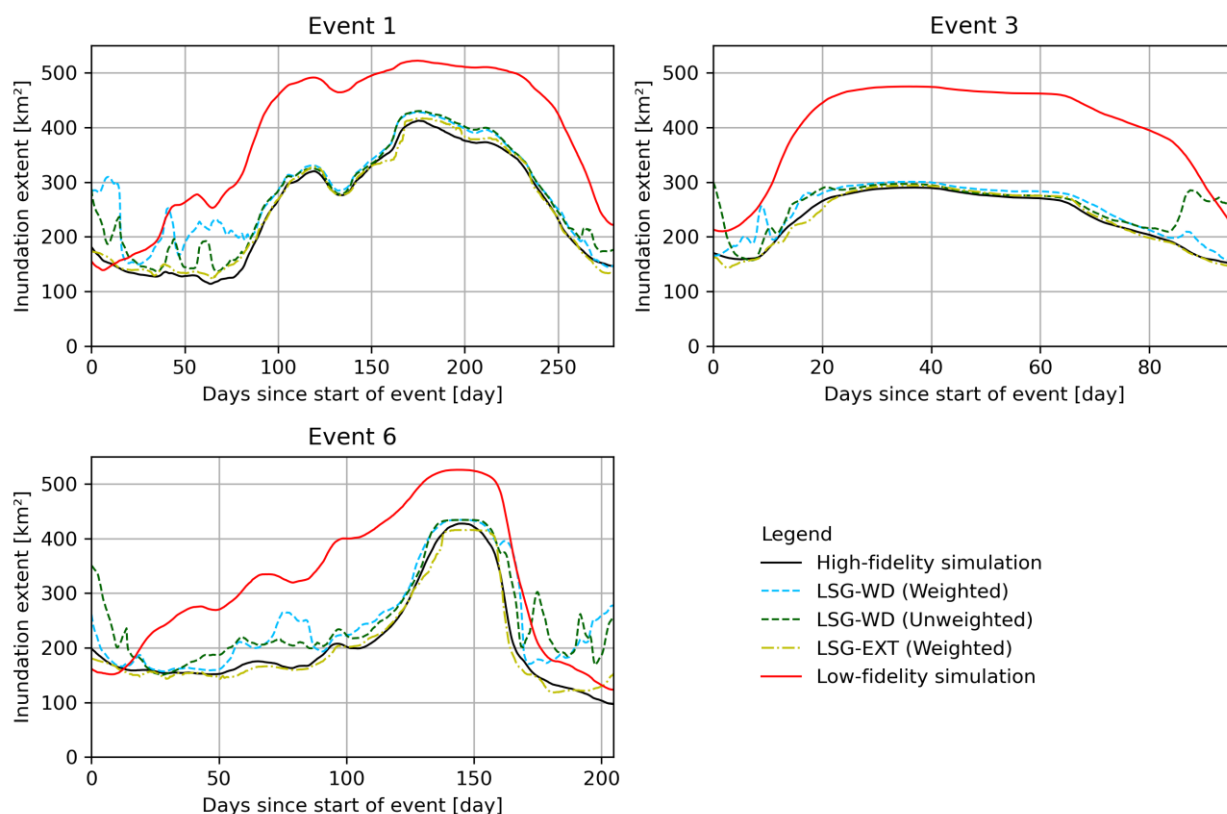 Event 1
Inundation extent [km²]
500
400
300
200
100
0
0 50 100 150 200 250
Days since start of event [day]
Event 3
Inundation extent [km²]
500
400
300
200
100
0
0 20 40 60 80
Days since start of event [day]
Event 6
Inundation extent [km²]
500
400
300
200
100
0
0 50 100 150 200
Days since start of event [day]
Legend
High-fidelity simulation
LSG-WD (Weighted)
LSG-WD (Unweighted)
LSG-EXT (Weighted)
Low-fidelity simulation